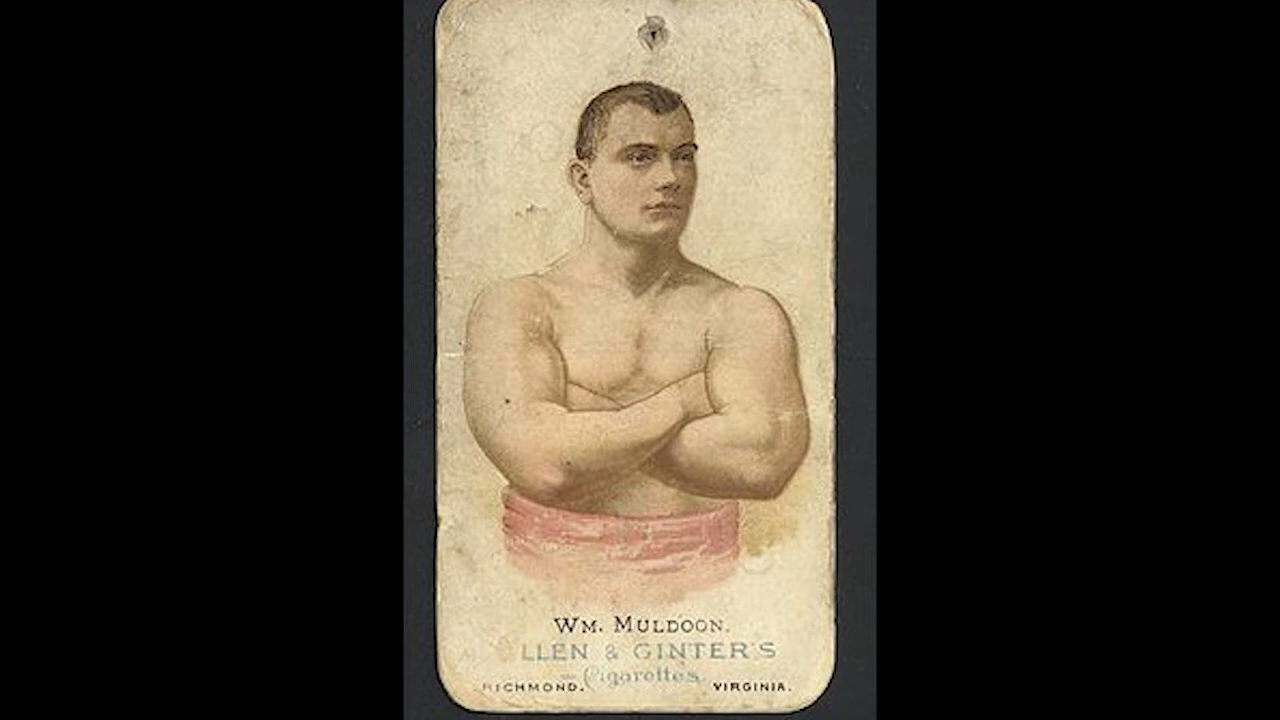 WM. MULDOON.
LLEN & GINTER'S
Cigarettes.
RICHMOND. VIRGINIA.